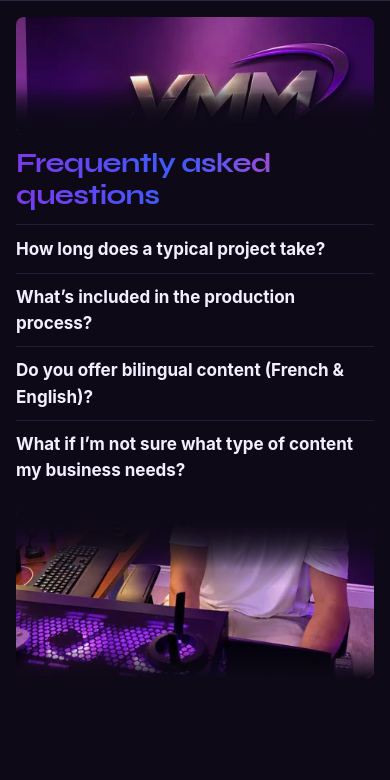 VMM
Frequently asked
questions
How long does a typical project take?
What’s included in the production
process?
Do you offer bilingual content (French &
English)?
What if I’m not sure what type of content
my business needs?